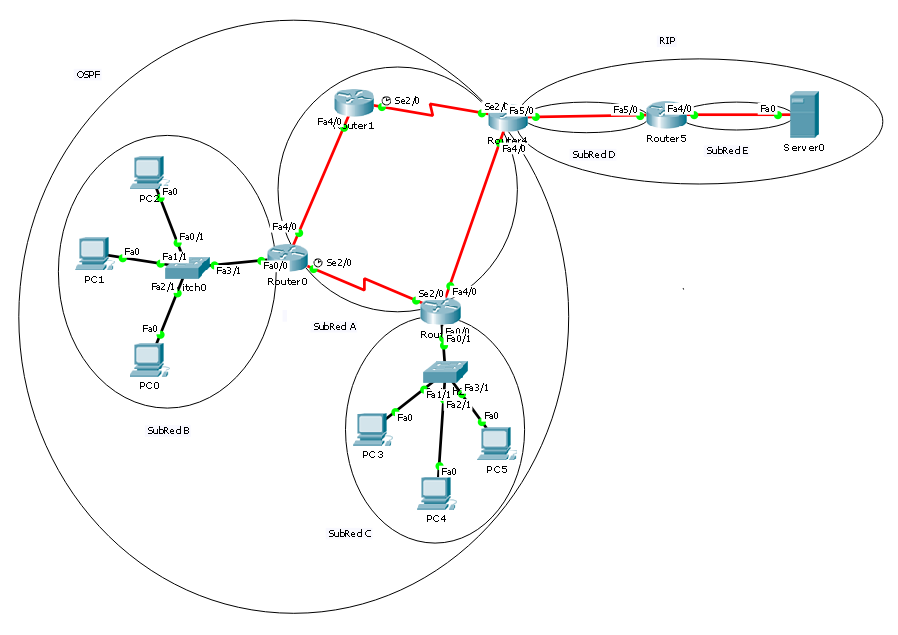 RIP
OSPF
Se2/0
Fa4/0
Fa5/0
Fa5/0
Fa4/0
Fa0
Router5
Server0
SubRed D
SubRed E
Fa4/0
PC2
Fa0
Fa0/1
Fa4/0
Fa0
Fa1/1
PC1
Fa2/1
Fa3/1
Fa0/0
Se2/0
Router0
Fa0
PC0
SubRed B
SubRed A
Se2/0
Fa4/0
Fa0/1
Fa1/1
Fa2/1
Fa3/1
Fa0
Fa0
PC3
PC5
Fa0
PC4
SubRed C